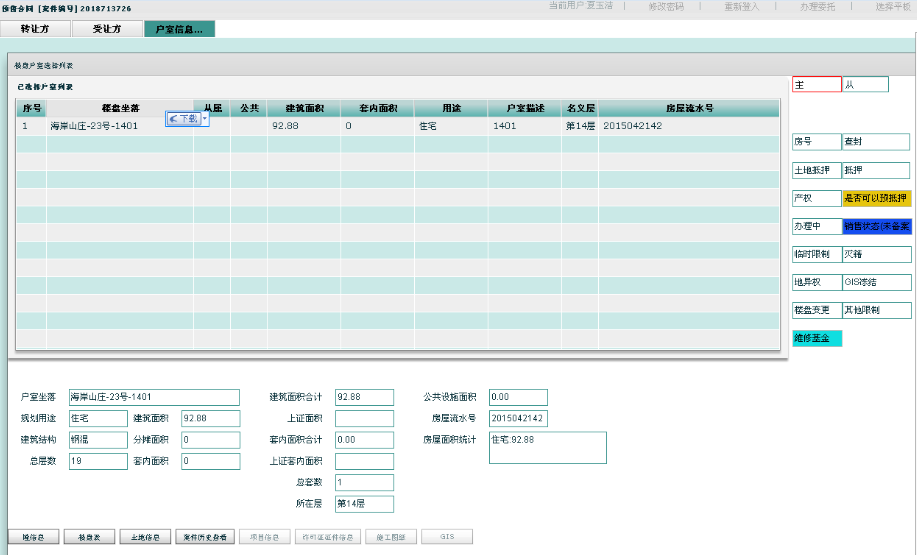 预售合同 [案件编号] 2018713726
当前用户:夏玉洁 | 修改密码 | 重新登入 | 办理委托 | 选择平板
转让方 受让方 户室信息...
楼盘户室选择列表
已选择户室列表
序号 楼盘坐落 从属 公共 建筑面积 套内面积 用途 户室描述 名义层 房屋流水号
1 海岸山庄-23号-1401 92.88 0 住宅 1401 第14层 2015042142
下载
主 从
房号 查封
土地抵押 抵押
产权 是否可以预抵押
办理中 销售状态(未备案
临时限制 灭籍
地异权 GIS冻结
楼盘变更 其他限制
维修基金
户室坐落 海岸山庄-23号-1401 建筑面积合计 92.88 公共设施面积 0.00
规划用途 住宅 建筑面积 92.88 上证面积 房屋流水号 2015042142
建筑结构 钢混 分摊面积 0 套内面积合计 0.00 房屋面积统计 住宅:92.88
总层数 19 套内面积 0 上证套内面积
总套数 1
所在层 第14层
幢信息 楼盘表 土地信息 案件历史查看 项目信息 施工图纸 GIS